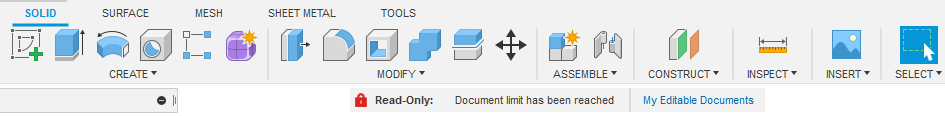 SOLID SURFACE MESH SHEET METAL TOOLS
CREATE MODIFY ASSEMBLE CONSTRUCT INSPECT INSERT SELECT
Read-Only: Document limit has been reached My Editable Documents